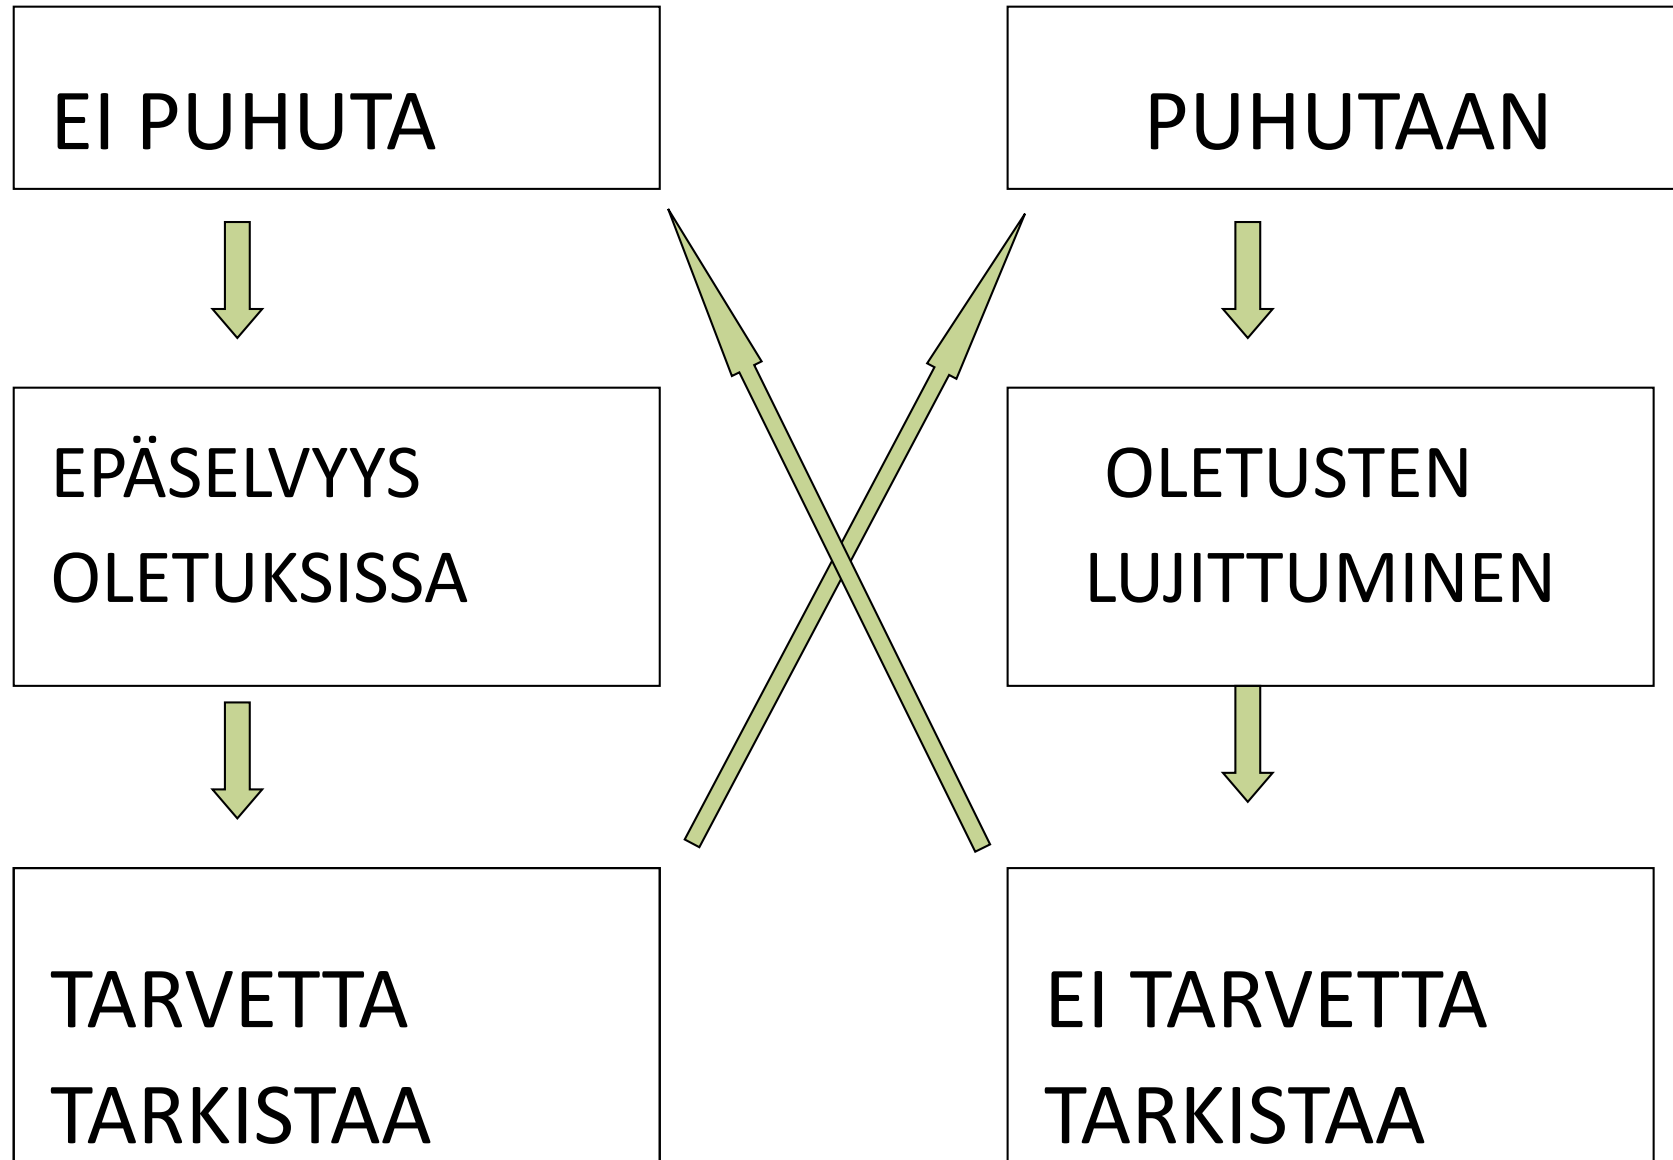 EI PUHUTA
PUHUTAAN
EPÄSELVYYS
OLETUKSISSA
OLETUSTEN
LUJITTUMINEN
TARVETTA
TARKISTAA
EI TARVETTA
TARKISTAA